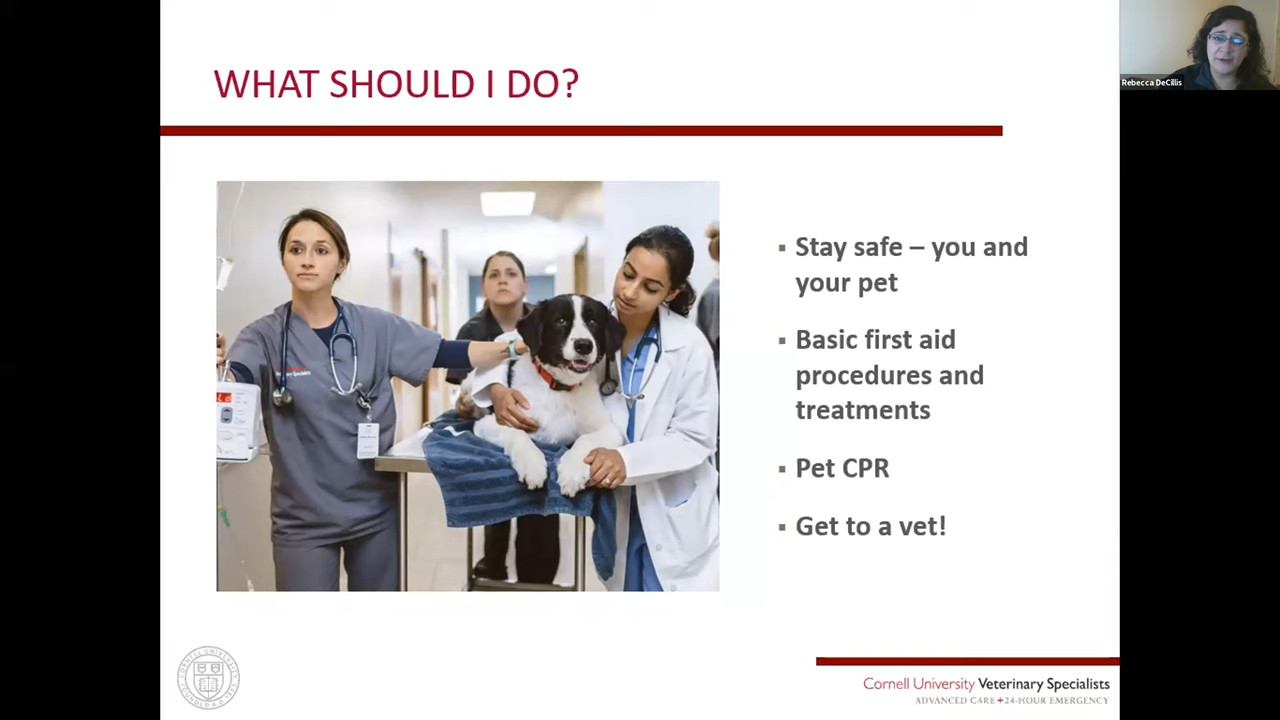 WHAT SHOULD I DO?
Rebecca DeCillis
▪ Stay safe – you and
your pet
▪ Basic first aid
procedures and
treatments
▪ Pet CPR
▪ Get to a vet!
Cornell University Veterinary Specialists
ADVANCED CARE+24-HOUR EMERGENCY